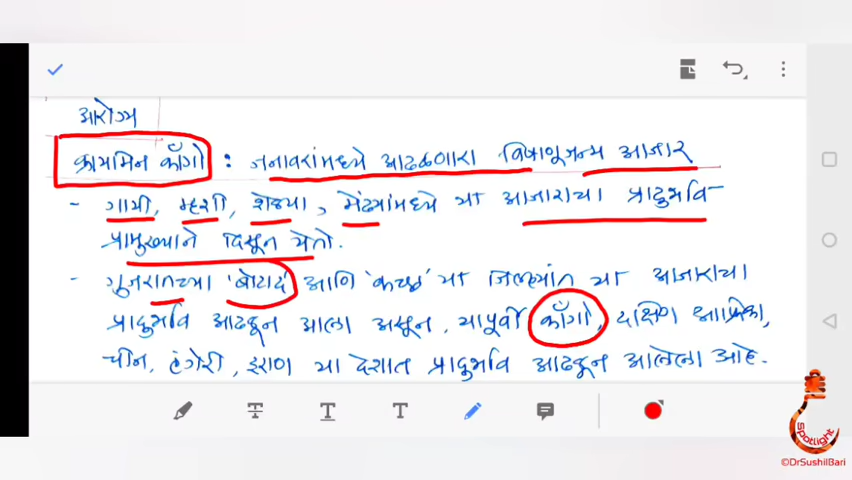 आरोग्य
क्रायमिन काँगो : जनावरांमध्ये आढळणारा विषाणूजन्य आजार
- गायी, म्हशी, शेळ्या, मेंढ्यांमध्ये या आजाराचा प्रादुर्भाव
प्रामुख्याने दिसून येतो.
- गुजरातच्या 'बोटाद' आणि 'कच्छ' या जिल्ह्यांत या आजाराचा
प्रादुर्भाव आढळून आला असून, यापूर्वी काँगो, दक्षिण आफ्रिका,
चीन, हंगेरी, इराण या देशात प्रादुर्भाव आढळून आलेला आहे.
T T T
Spotlight
©DrSushilBari